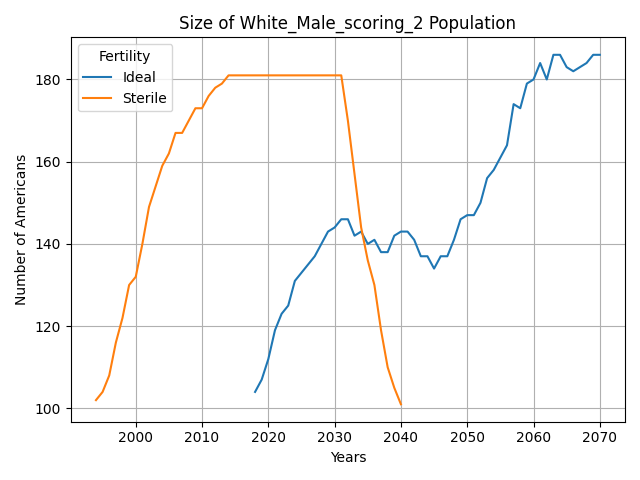 Size of White_Male_scoring_2 Population
Fertility
Ideal
Sterile
Number of Americans
180
160
140
120
100
2000 2010 2020 2030 2040 2050 2060 2070
Years